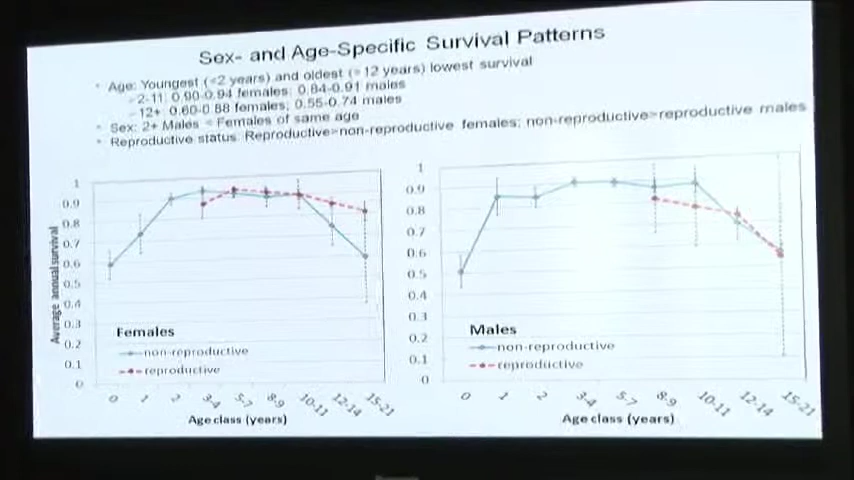 Sex- and Age-Specific Survival Patterns
Age: Youngest (<2 years) and oldest (>12 years) lowest survival
2-11: 0.90-0.94 females; 0.84-0.91 males
12+: 0.60-0.88 females; 0.55-0.74 males
Sex: 2+ Males < Females of same age
Reproductive status: Reproductive>non-reproductive females; non-reproductive>reproductive males
Average annual survival
1
0.9
0.8
0.7
0.6
0.5
0.4
0.3
0.2
0.1
0
Females
non-reproductive
reproductive
0 1 2 3-4 5-7 8-9 10-11 12-14 15-21
Age class (years)
1
0.9
0.8
0.7
0.6
0.5
0.4
0.3
0.2
0.1
0
Males
non-reproductive
reproductive
0 1 2 3-4 5-7 8-9 10-11 12-14 15-21
Age class (years)